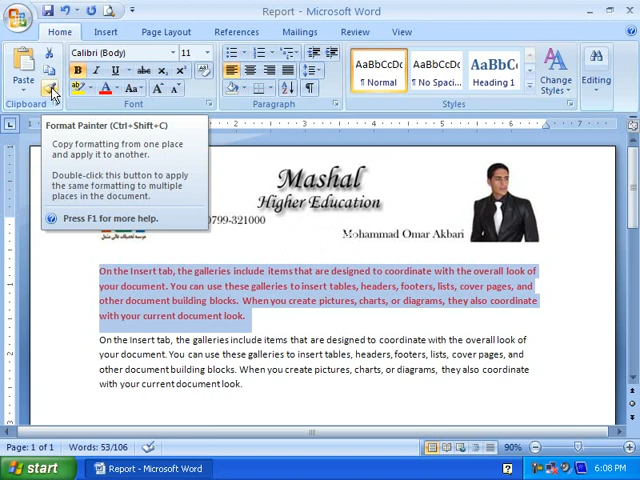 Report - Microsoft Word
Home Insert Page Layout References Mailings Review View
Paste
Calibri (Body) 11
B I U abc x₂ x²
ab A Aa A A
AaBbCcDc AaBbCcDc AaBbCc
¶ Normal ¶ No Spaci... Heading 1
Change Styles
Editing
Clipboard Font Paragraph Styles
Format Painter (Ctrl+Shift+C)
Copy formatting from one place
and apply it to another.
Double-click this button to apply
the same formatting to multiple
places in the document.
Press F1 for more help.
Mashal
Higher Education
0799-321000
Mohammad Omar Akbari
On the Insert tab, the galleries include items that are designed to coordinate with the overall look of
your document. You can use these galleries to insert tables, headers, footers, lists, cover pages, and
other document building blocks. When you create pictures, charts, or diagrams, they also coordinate
with your current document look.
On the Insert tab, the galleries include items that are designed to coordinate with the overall look of
your document. You can use these galleries to insert tables, headers, footers, lists, cover pages, and
other document building blocks. When you create pictures, charts, or diagrams, they also coordinate
with your current document look.
Page: 1 of 1 Words: 53/106 90%
start Report - Microsoft Word 6:08 PM